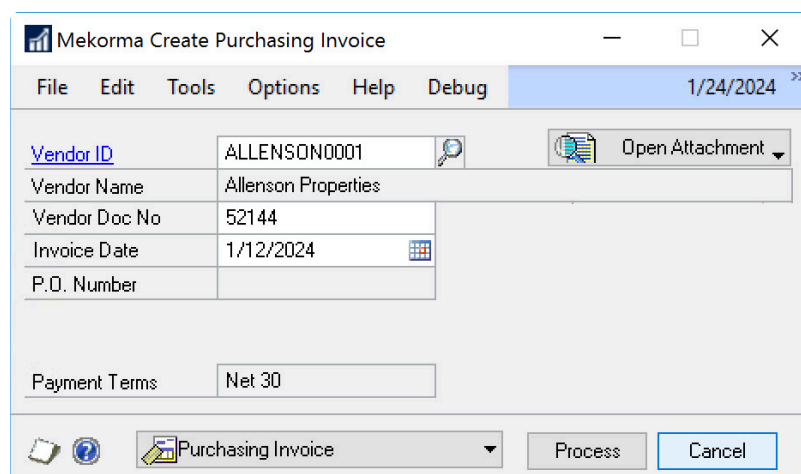 Mekorma Create Purchasing Invoice
File Edit Tools Options Help Debug 1/24/2024 »
Vendor ID ALLENSON0001 Open Attachment
Vendor Name Allenson Properties
Vendor Doc No 52144
Invoice Date 1/12/2024
P.O. Number
Payment Terms Net 30
Purchasing Invoice Process Cancel